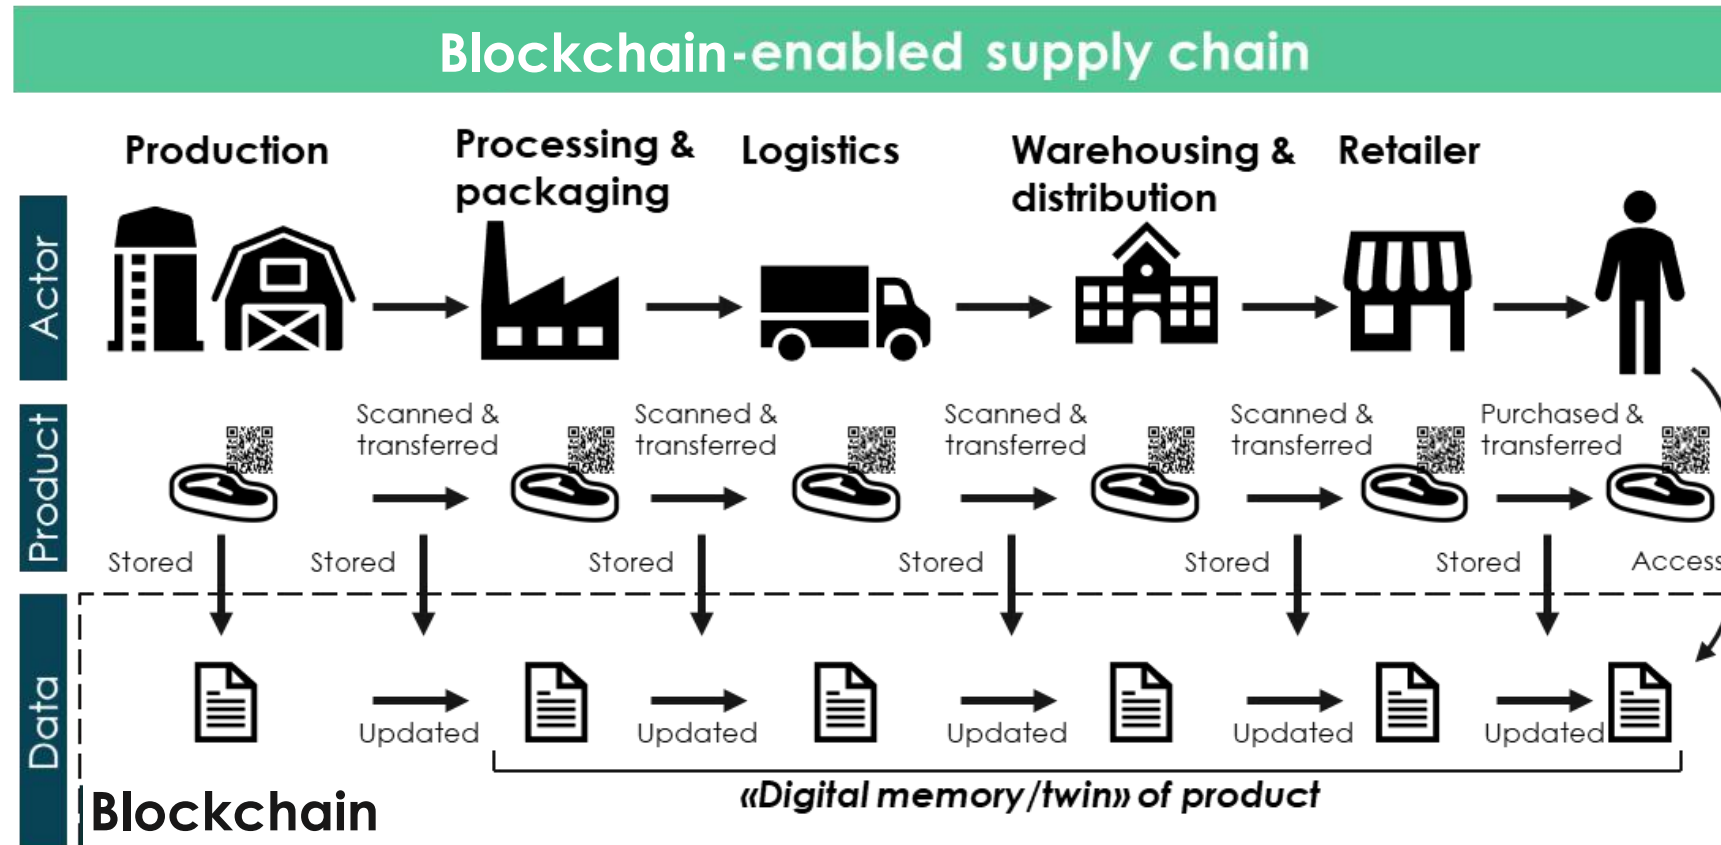 Blockchain-enabled supply chain
Production
Processing &
packaging
Logistics
Warehousing &
distribution
Retailer
Actor
Scanned &
transferred
Scanned &
transferred
Scanned &
transferred
Scanned &
transferred
Purchased &
transferred
Product
Stored
Stored
Stored
Stored
Stored
Stored
Access
Data
Updated
Updated
Updated
Updated
Updated
«Digital memory/twin» of product
Blockchain